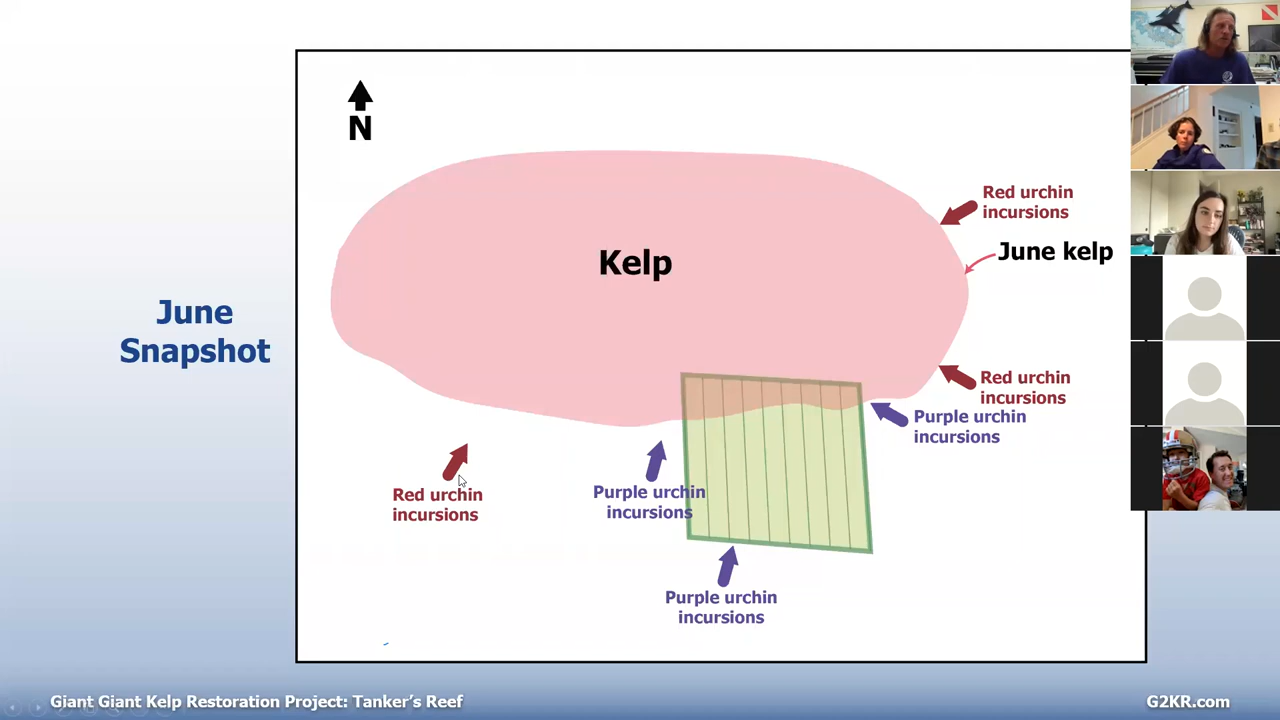 N
Red urchin
incursions
Kelp
June kelp
June
Snapshot
Red urchin
incursions
Purple urchin
incursions
Red urchin
incursions
Purple urchin
incursions
Purple urchin
incursions
Giant Giant Kelp Restoration Project: Tanker's Reef
G2KR.com